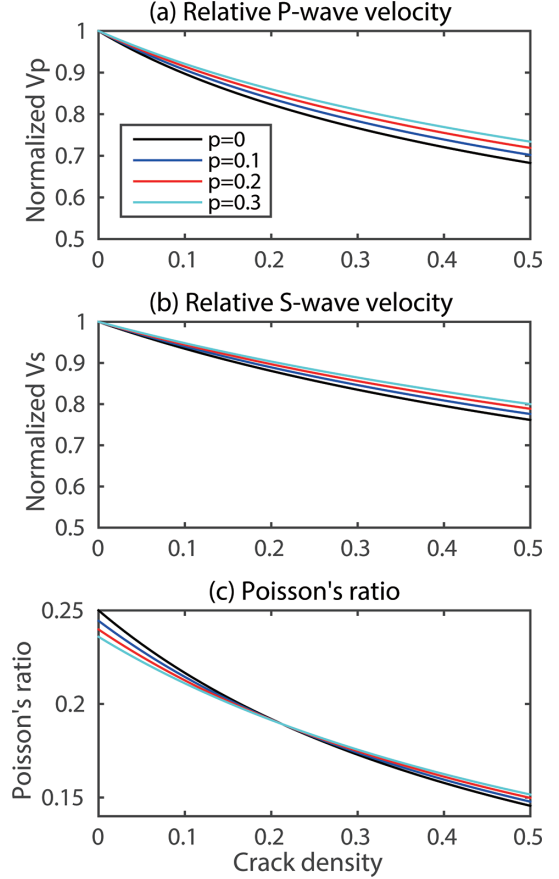 (a) Relative P-wave velocity
Normalized Vp
1
0.9
0.8
0.7
0.6
0.5
p=0
p=0.1
p=0.2
p=0.3
0 0.1 0.2 0.3 0.4 0.5
(b) Relative S-wave velocity
Normalized Vs
1
0.9
0.8
0.7
0.6
0.5
0 0.1 0.2 0.3 0.4 0.5
(c) Poisson's ratio
Poisson's ratio
0.25
0.2
0.15
0 0.1 0.2 0.3 0.4 0.5
Crack density